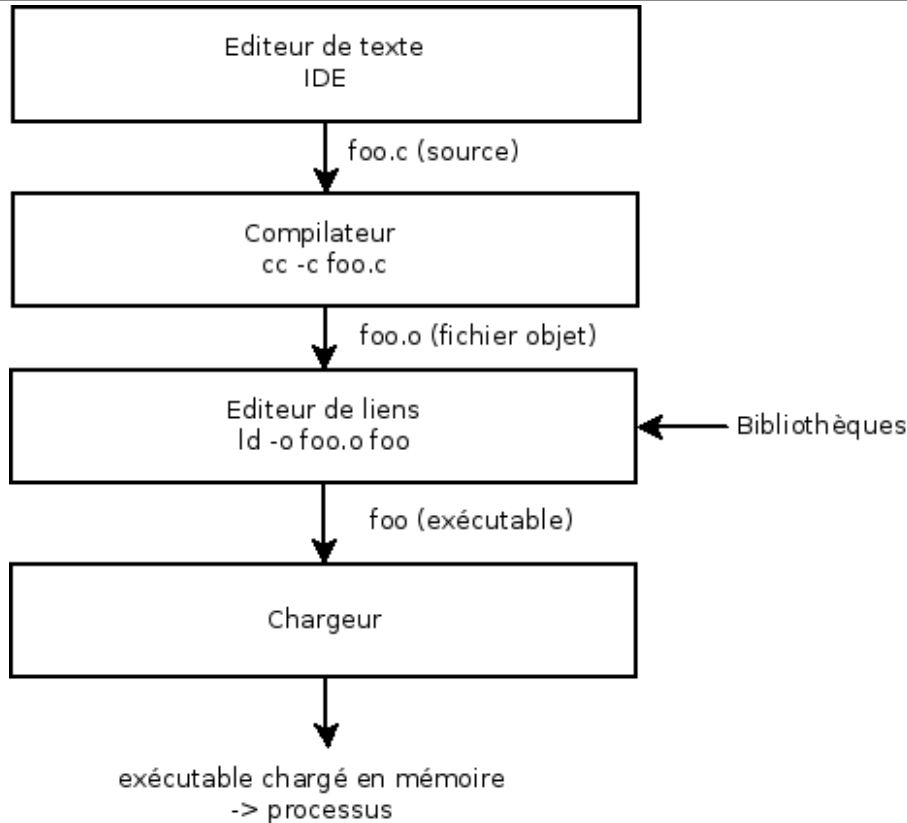 Editeur de texte
IDE
foo.c (source)
Compilateur
cc -c foo.c
foo.o (fichier objet)
Editeur de liens
ld -o foo.o foo
Bibliothèques
foo (exécutable)
Chargeur
exécutable chargé en mémoire
-> processus